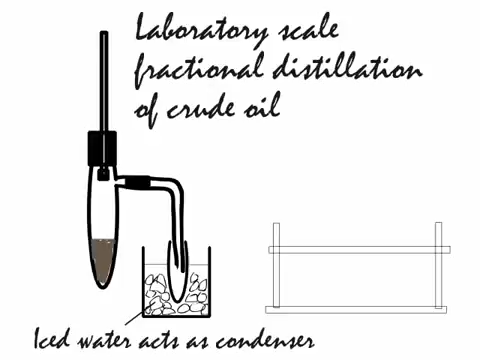 Laboratory scale
fractional distillation
of crude oil
Iced water acts as condenser